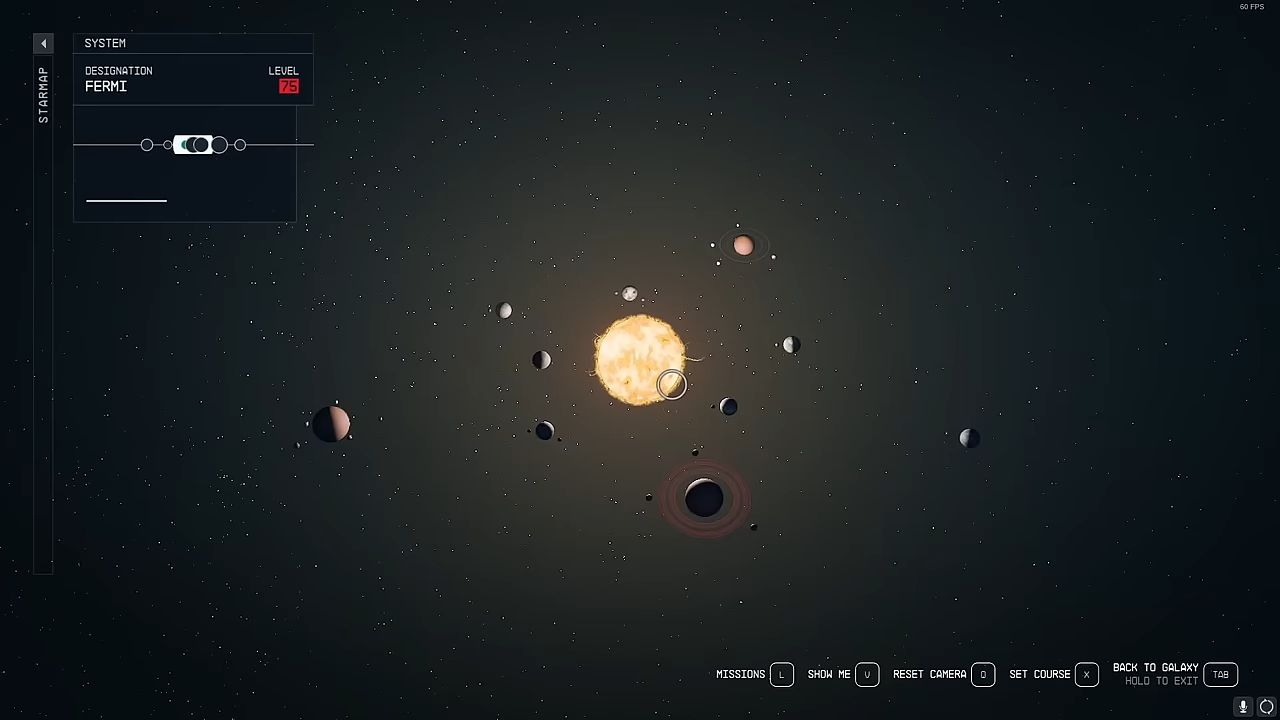 60 FPS
SYSTEM
DESIGNATION
LEVEL
FERMI
75
STARMAP
MISSIONS L
SHOW ME V
RESET CAMERA Q
SET COURSE X
BACK TO GALAXY
HOLD TO EXIT
TAB